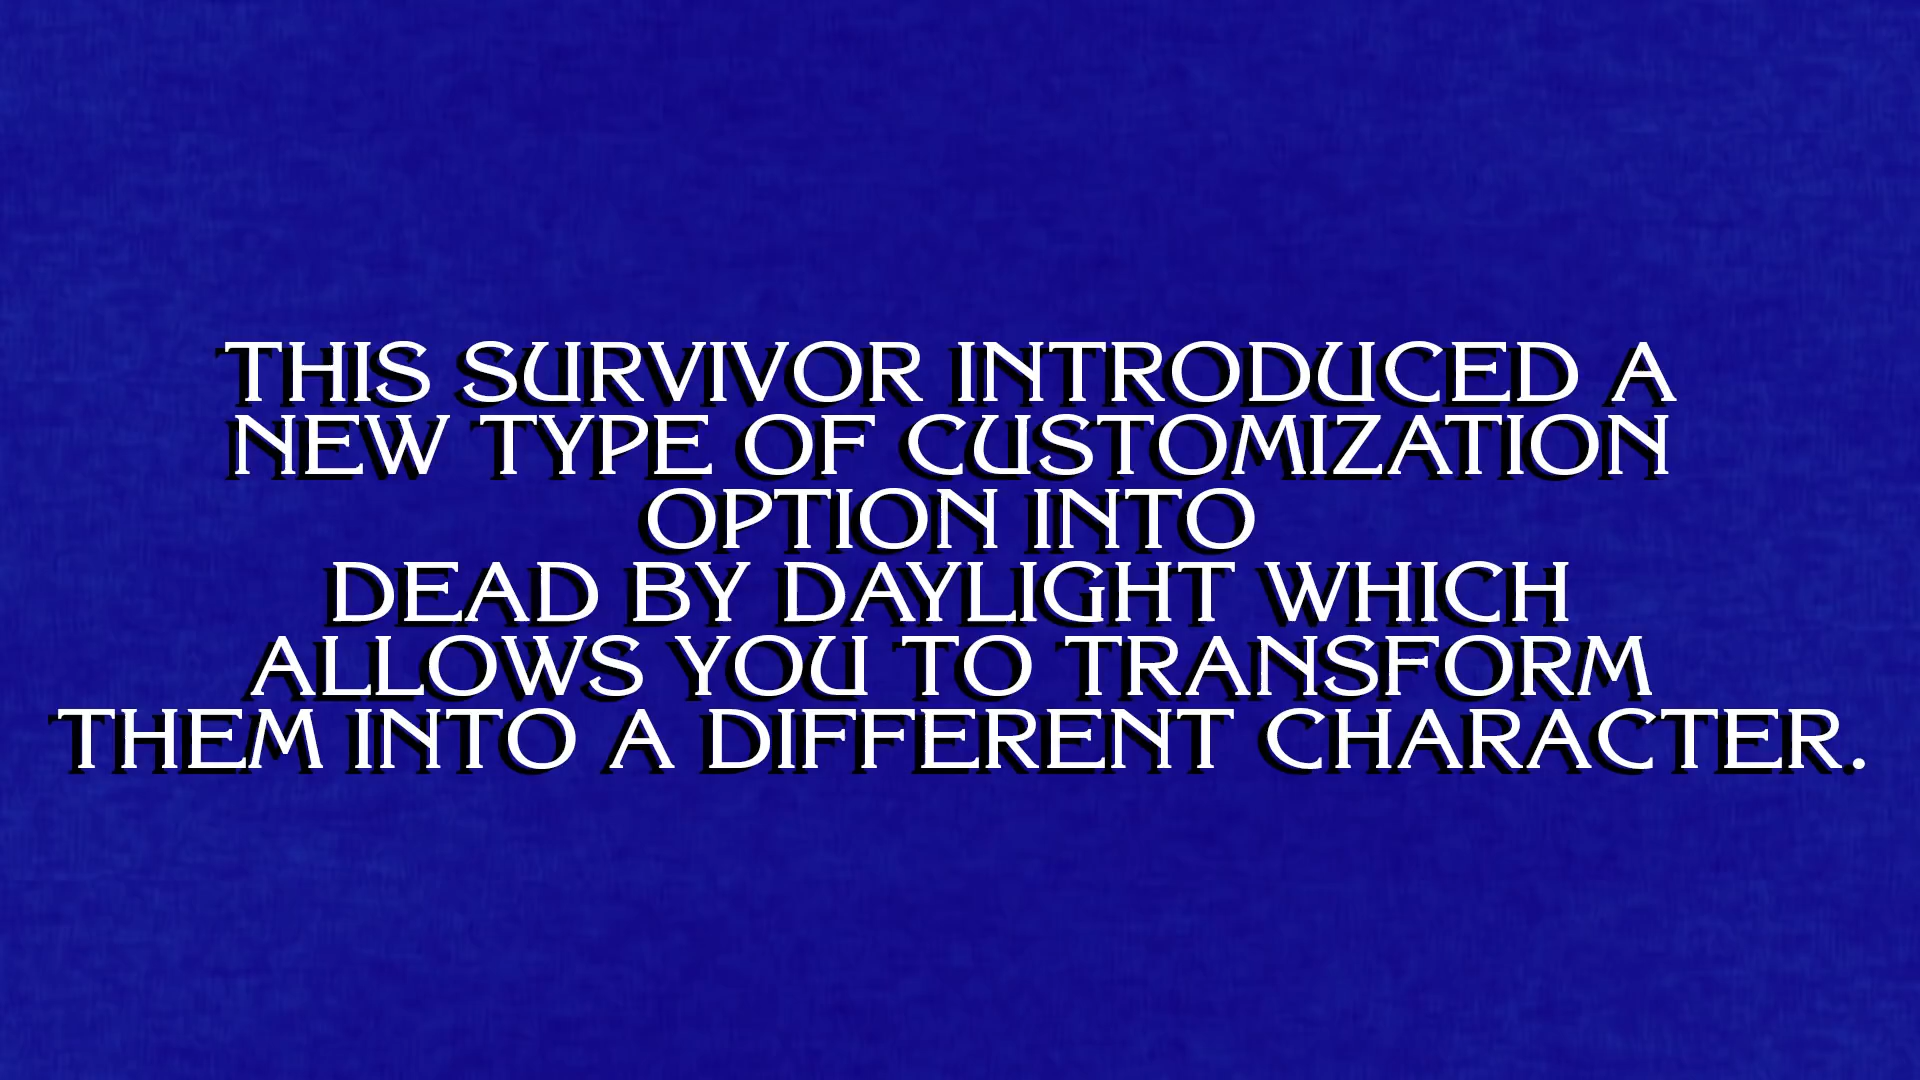 THIS SURVIVOR INTRODUCED A
NEW TYPE OF CUSTOMIZATION
OPTION INTO
DEAD BY DAYLIGHT WHICH
ALLOWS YOU TO TRANSFORM
THEM INTO A DIFFERENT CHARACTER.